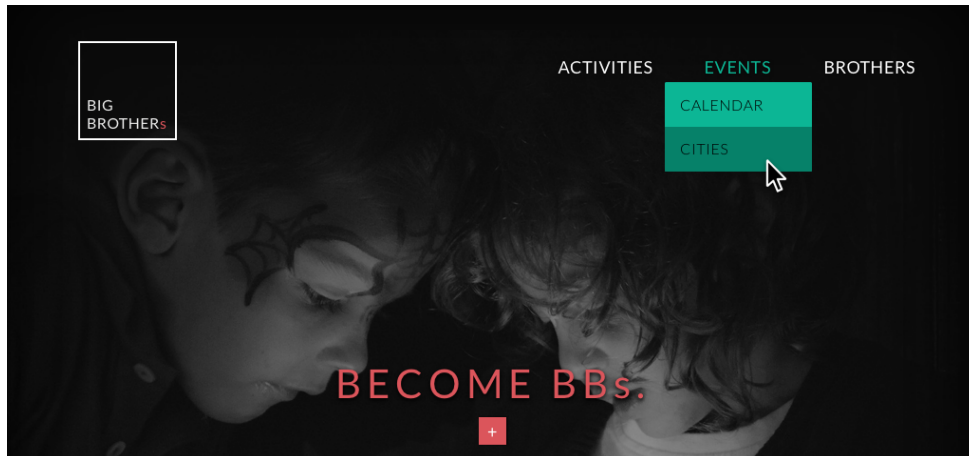 BIG
BROTHERs
ACTIVITIES EVENTS BROTHERS
CALENDAR
CITIES
BECOME BBs.
+